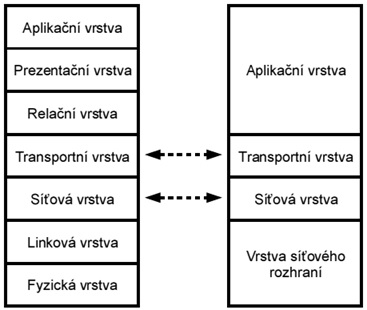 Aplikační vrstva
Prezentační vrstva
Relační vrstva
Transportní vrstva
Síťová vrstva
Linková vrstva
Fyzická vrstva
Aplikační vrstva
Transportní vrstva
Síťová vrstva
Vrstva síťového
rozhraní